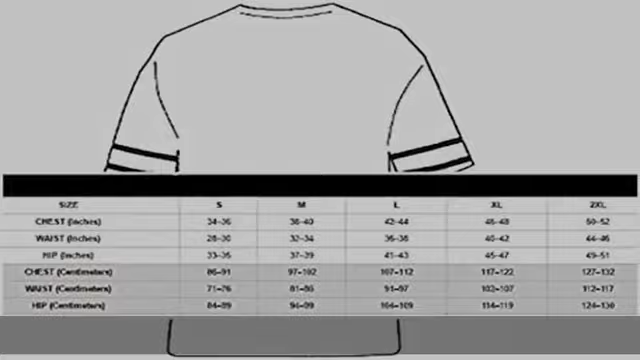 SIZE S M L XL 2XL
CHEST (Inches) 34-36 38-40 42-44 46-48 50-52
WAIST (Inches) 28-30 32-34 36-38 40-42 44-46
HIP (Inches) 33-35 37-39 41-43 45-47 49-51
CHEST (Centimeters) 86-91 97-102 107-112 117-122 127-132
WAIST (Centimeters) 71-76 81-86 91-97 102-107 112-117
HIP (Centimeters) 84-89 94-99 104-109 114-119 124-130